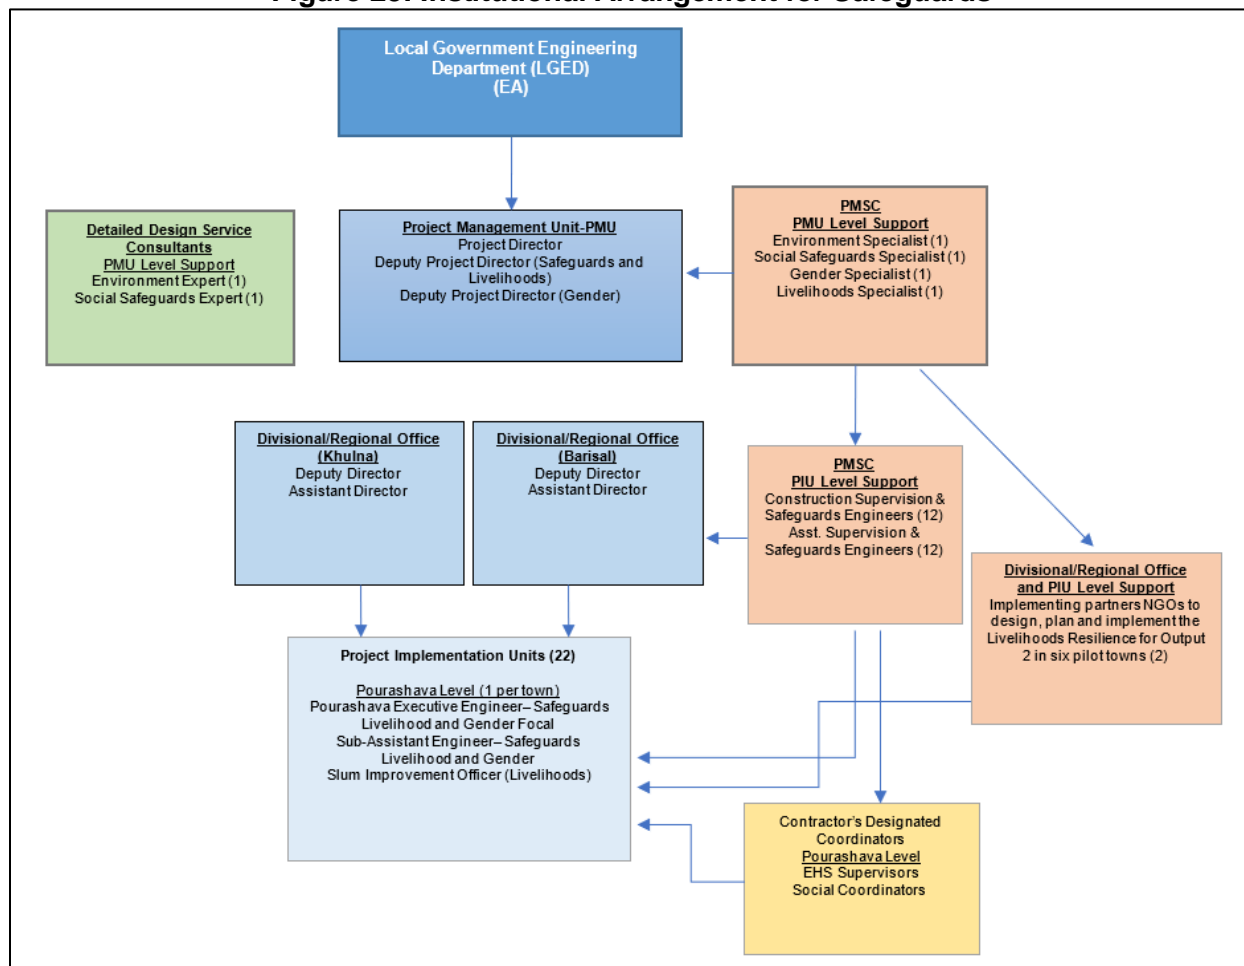 Figure 20: Institutional Arrangement for Safeguards
Local Government Engineering
Department (LGED)
(EA)
Detailed Design Service
Consultants
PMU Level Support
Environment Expert (1)
Social Safeguards Expert (1)
Project Management Unit-PMU
Project Director
Deputy Project Director (Safeguards and
Livelihoods)
Deputy Project Director (Gender)
PMSC
PMU Level Support
Environment Specialist (1)
Social Safeguards Specialist (1)
Gender Specialist (1)
Livelihoods Specialist (1)
Divisional/Regional Office
(Khulna)
Deputy Director
Assistant Director
Divisional/Regional Office
(Barisal)
Deputy Director
Assistant Director
PMSC
PIU Level Support
Construction Supervision &
Safeguards Engineers (12)
Asst. Supervision &
Safeguards Engineers (12)
Divisional/Regional Office
and PIU Level Support
Implementing partners NGOs to
design, plan and implement the
Livelihoods Resilience for Output
2 in six pilot towns (2)
Project Implementation Units (22)
Pourashava Level (1 per town)
Pourashava Executive Engineer– Safeguards
Livelihood and Gender Focal
Sub-Assistant Engineer– Safeguards
Livelihood and Gender
Slum Improvement Officer (Livelihoods)
Contractor's Designated
Coordinators
Pourashava Level
EHS Supervisors
Social Coordinators